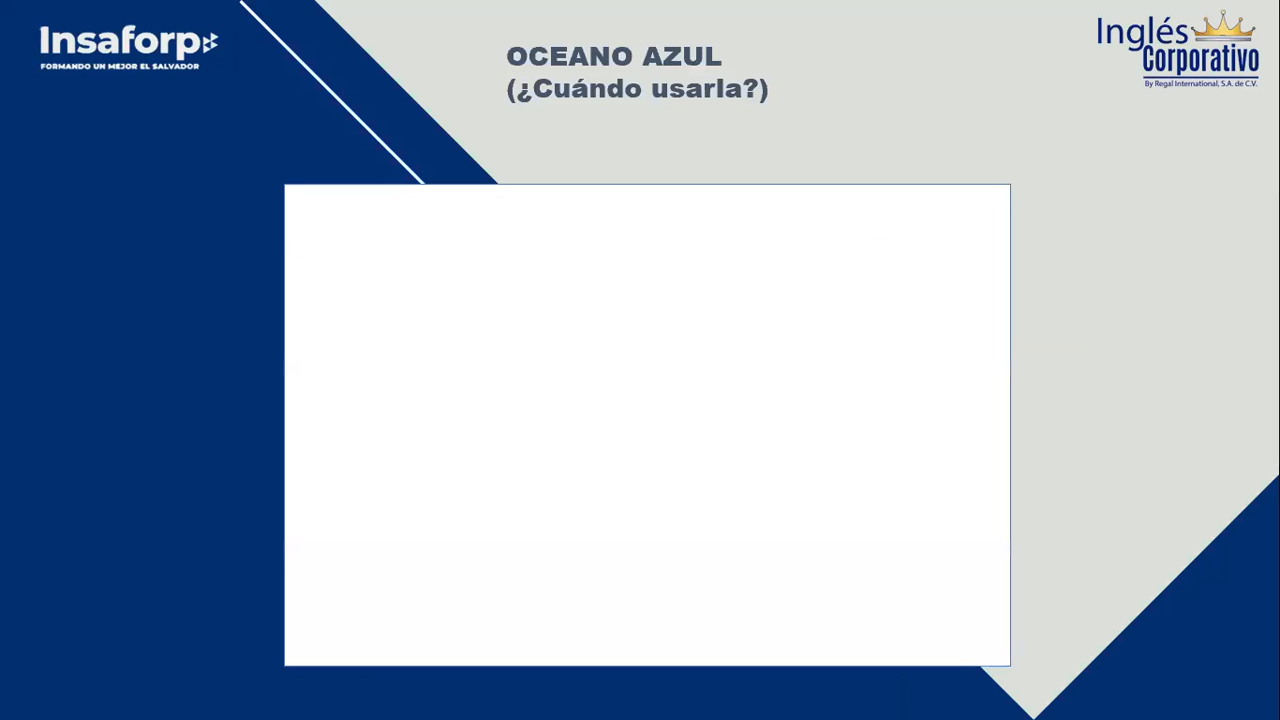 Insaforp
FORMANDO UN MEJOR EL SALVADOR
OCEANO AZUL
(¿Cuándo usarla?)
Inglés
Corporativo
By Regal International, S.A. de C.V.